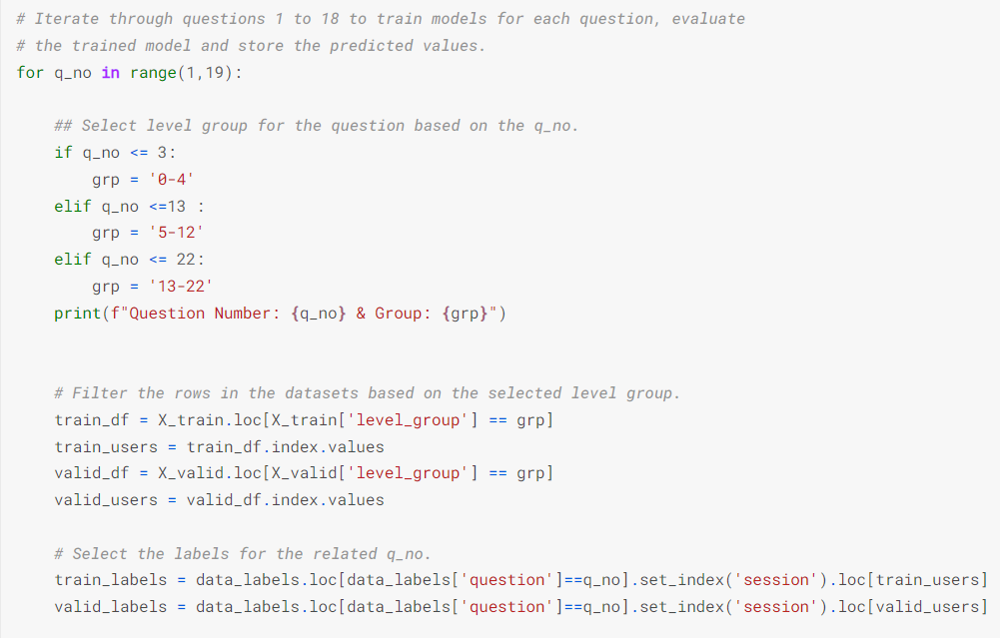 # Iterate through questions 1 to 18 to train models for each question, evaluate
# the trained model and store the predicted values.
for q_no in range(1,19):
    ## Select level group for the question based on the q_no.
    if q_no <= 3:
        grp = '0-4'
    elif q_no <=13 :
        grp = '5-12'
    elif q_no <= 22:
        grp = '13-22'
    print(f"Question Number: {q_no} & Group: {grp}")
    # Filter the rows in the datasets based on the selected level group.
    train_df = X_train.loc[X_train['level_group'] == grp]
    train_users = train_df.index.values
    valid_df = X_valid.loc[X_valid['level_group'] == grp]
    valid_users = valid_df.index.values
    # Select the labels for the related q_no.
    train_labels = data_labels.loc[data_labels['question']==q_no].set_index('session').loc[train_users]
    valid_labels = data_labels.loc[data_labels['question']==q_no].set_index('session').loc[valid_users]